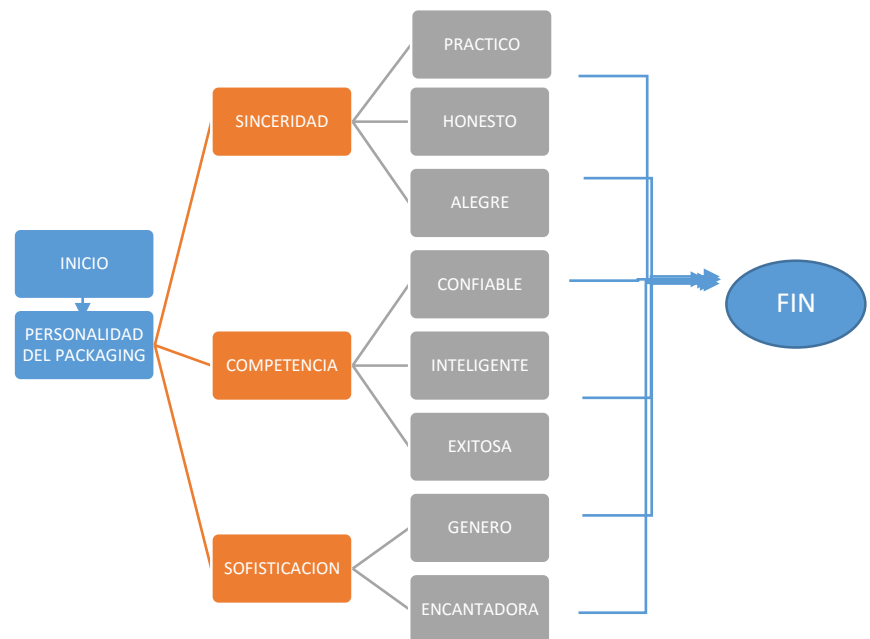 INICIO
PERSONALIDAD
DEL PACKAGING
SINCERIDAD
PRACTICO
HONESTO
ALEGRE
COMPETENCIA
CONFIABLE
INTELIGENTE
EXITOSA
SOFISTICACION
GENERO
ENCANTADORA
FIN